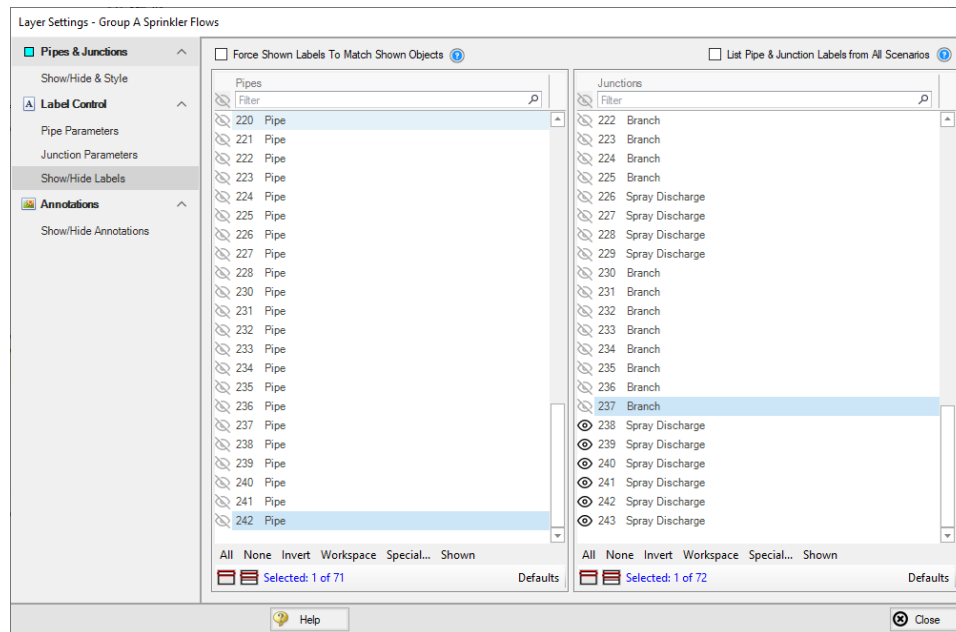 Layer Settings - Group A Sprinkler Flows
Pipes & Junctions
Show/Hide & Style
A Label Control
Pipe Parameters
Junction Parameters
Show/Hide Labels
Annotations
Show/Hide Annotations
Force Shown Labels To Match Shown Objects ?
List Pipe & Junction Labels from All Scenarios ?
Pipes
Filter
220 Pipe
221 Pipe
222 Pipe
223 Pipe
224 Pipe
225 Pipe
226 Pipe
227 Pipe
228 Pipe
230 Pipe
231 Pipe
232 Pipe
233 Pipe
234 Pipe
235 Pipe
236 Pipe
237 Pipe
238 Pipe
239 Pipe
240 Pipe
241 Pipe
242 Pipe
All None Invert Workspace Special... Shown
Selected: 1 of 71 Defaults
Junctions
Filter
222 Branch
223 Branch
224 Branch
225 Branch
226 Spray Discharge
227 Spray Discharge
228 Spray Discharge
229 Spray Discharge
230 Branch
231 Branch
232 Branch
233 Branch
234 Branch
235 Branch
236 Branch
237 Branch
238 Spray Discharge
239 Spray Discharge
240 Spray Discharge
241 Spray Discharge
242 Spray Discharge
243 Spray Discharge
All None Invert Workspace Special... Shown
Selected: 1 of 72 Defaults
? Help
Close